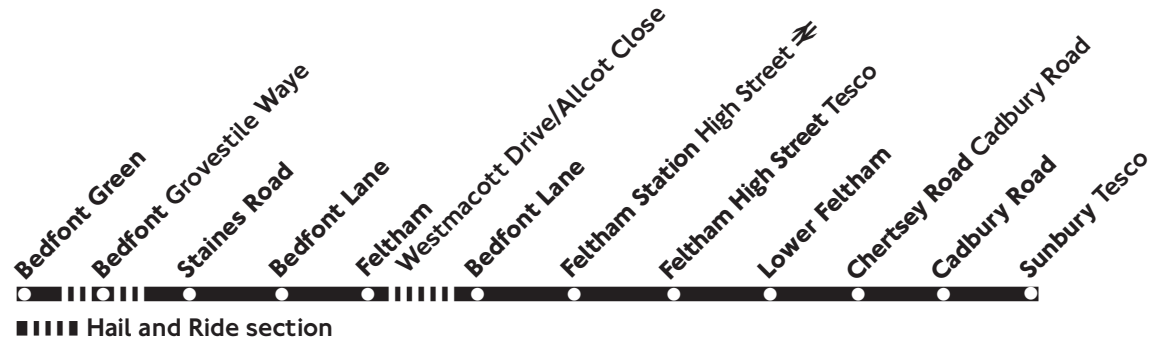 Bedfont Green
Bedfont Grovestile Waye
Staines Road
Bedfont Lane
Feltham
Westmacott Drive/Allcot Close
Bedfont Lane
Feltham Station High Street
Feltham High Street Tesco
Lower Feltham
Chertsey Road Cadbury Road
Cadbury Road
Sunbury Tesco
Hail and Ride section